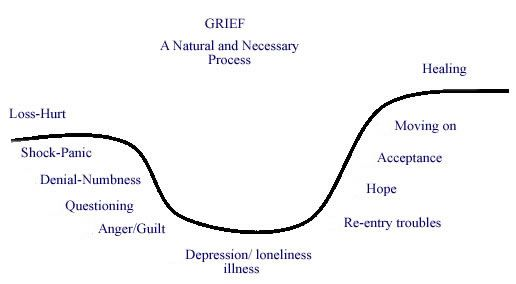 GRIEF
A Natural and Necessary
Process
Healing
Loss-Hurt
Moving on
Shock-Panic
Acceptance
Denial-Numbness
Hope
Questioning
Re-entry troubles
Anger/Guilt
Depression/ loneliness
illness